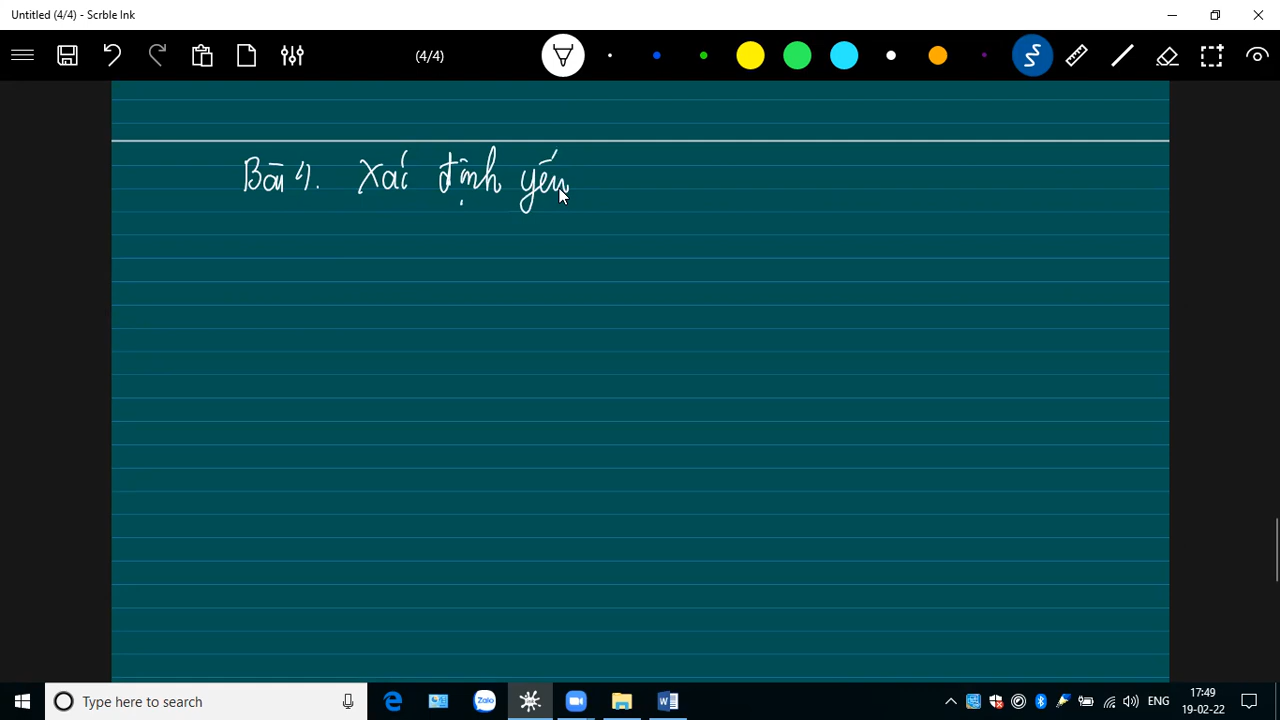 Untitled (4/4) - Scrble Ink
(4/4)
Bài 4. Xác định yếu
Type here to search
Zalo
ENG
17:49
19-02-22